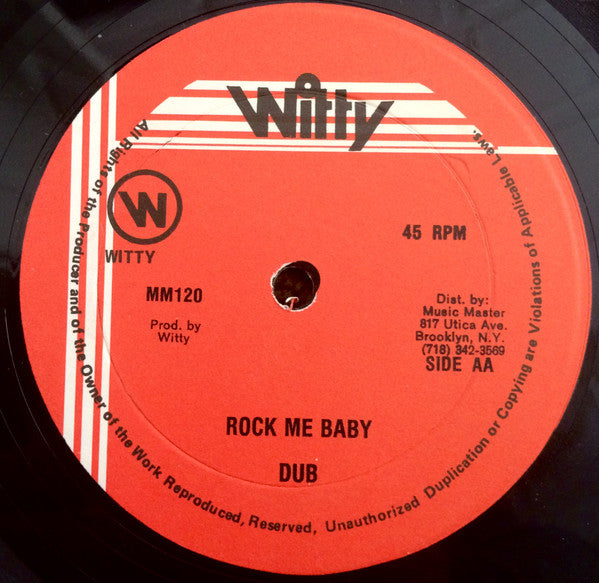 Witty
W
WITTY
45 RPM
MM120
Prod. by
Witty
Dist. by:
Music Master
817 Utica Ave.
Brooklyn, N.Y.
(718) 342-3569
SIDE AA
ROCK ME BABY
DUB
All Rights of the Producer and of the Owner of the Work Reproduced, Reserved, Unauthorized Duplication or Copying are Violations of Applicable Laws.